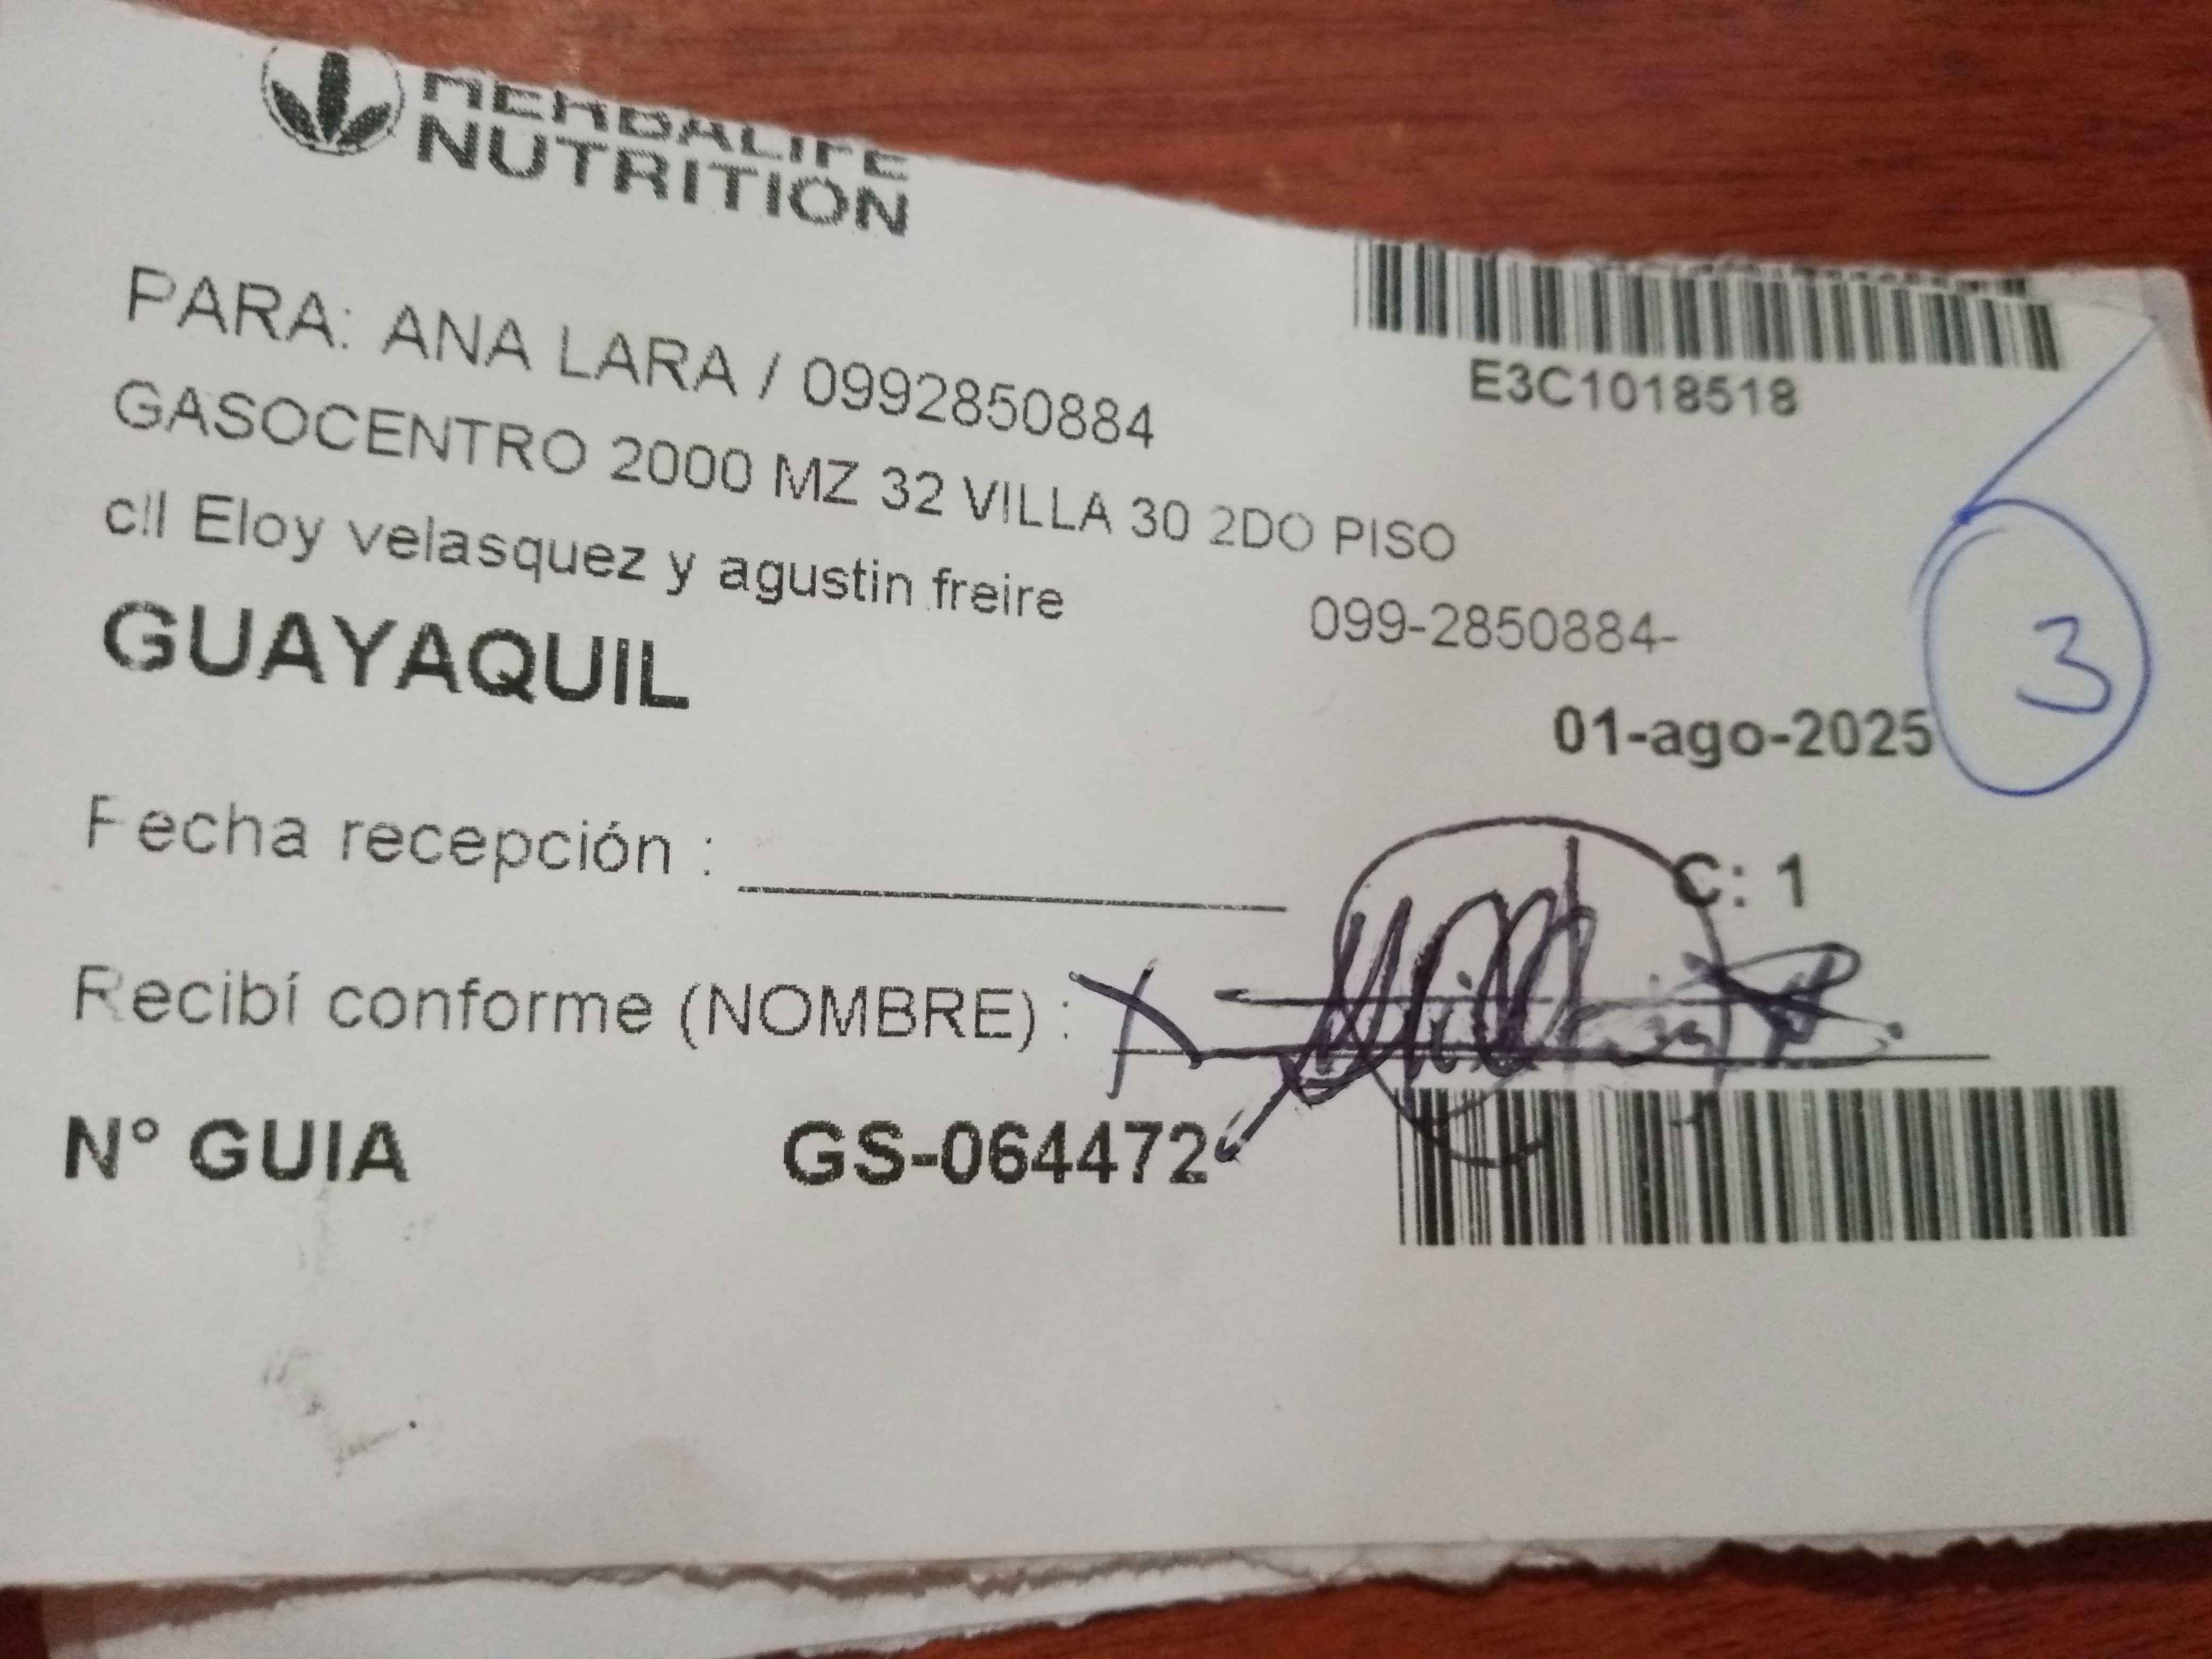 HERBALIFE
NUTRITION
E3C1018518
PARA: ANA LARA / 0992850884
GASOCENTRO 2000 MZ 32 VILLA 30 2DO PISO
cll Eloy velasquez y agustin freire
099-2850884-
GUAYAQUIL
01-ago-2025
3
Fecha recepción :
C: 1
Recibí conforme (NOMBRE) :
N° GUIA GS-064472